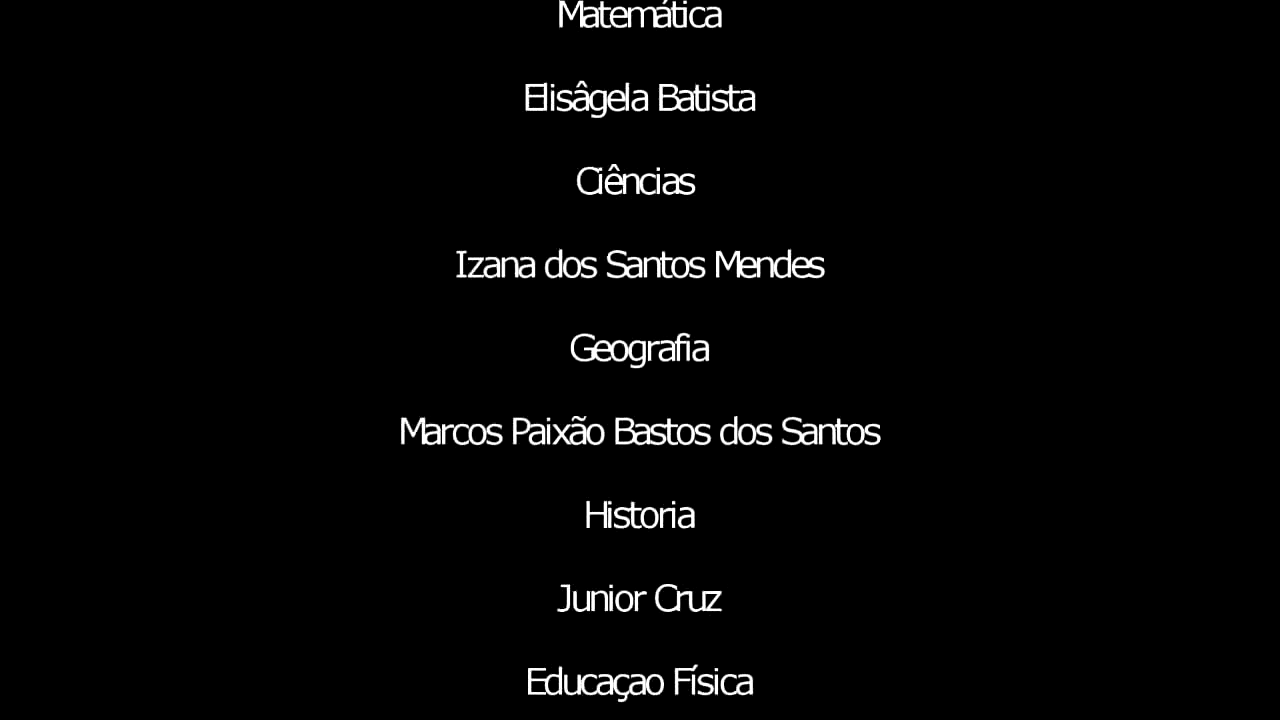 Matemática
Elisâgela Batista
Ciências
Izana dos Santos Mendes
Geografia
Marcos Paixão Bastos dos Santos
Historia
Junior Cruz
Educaçao Física